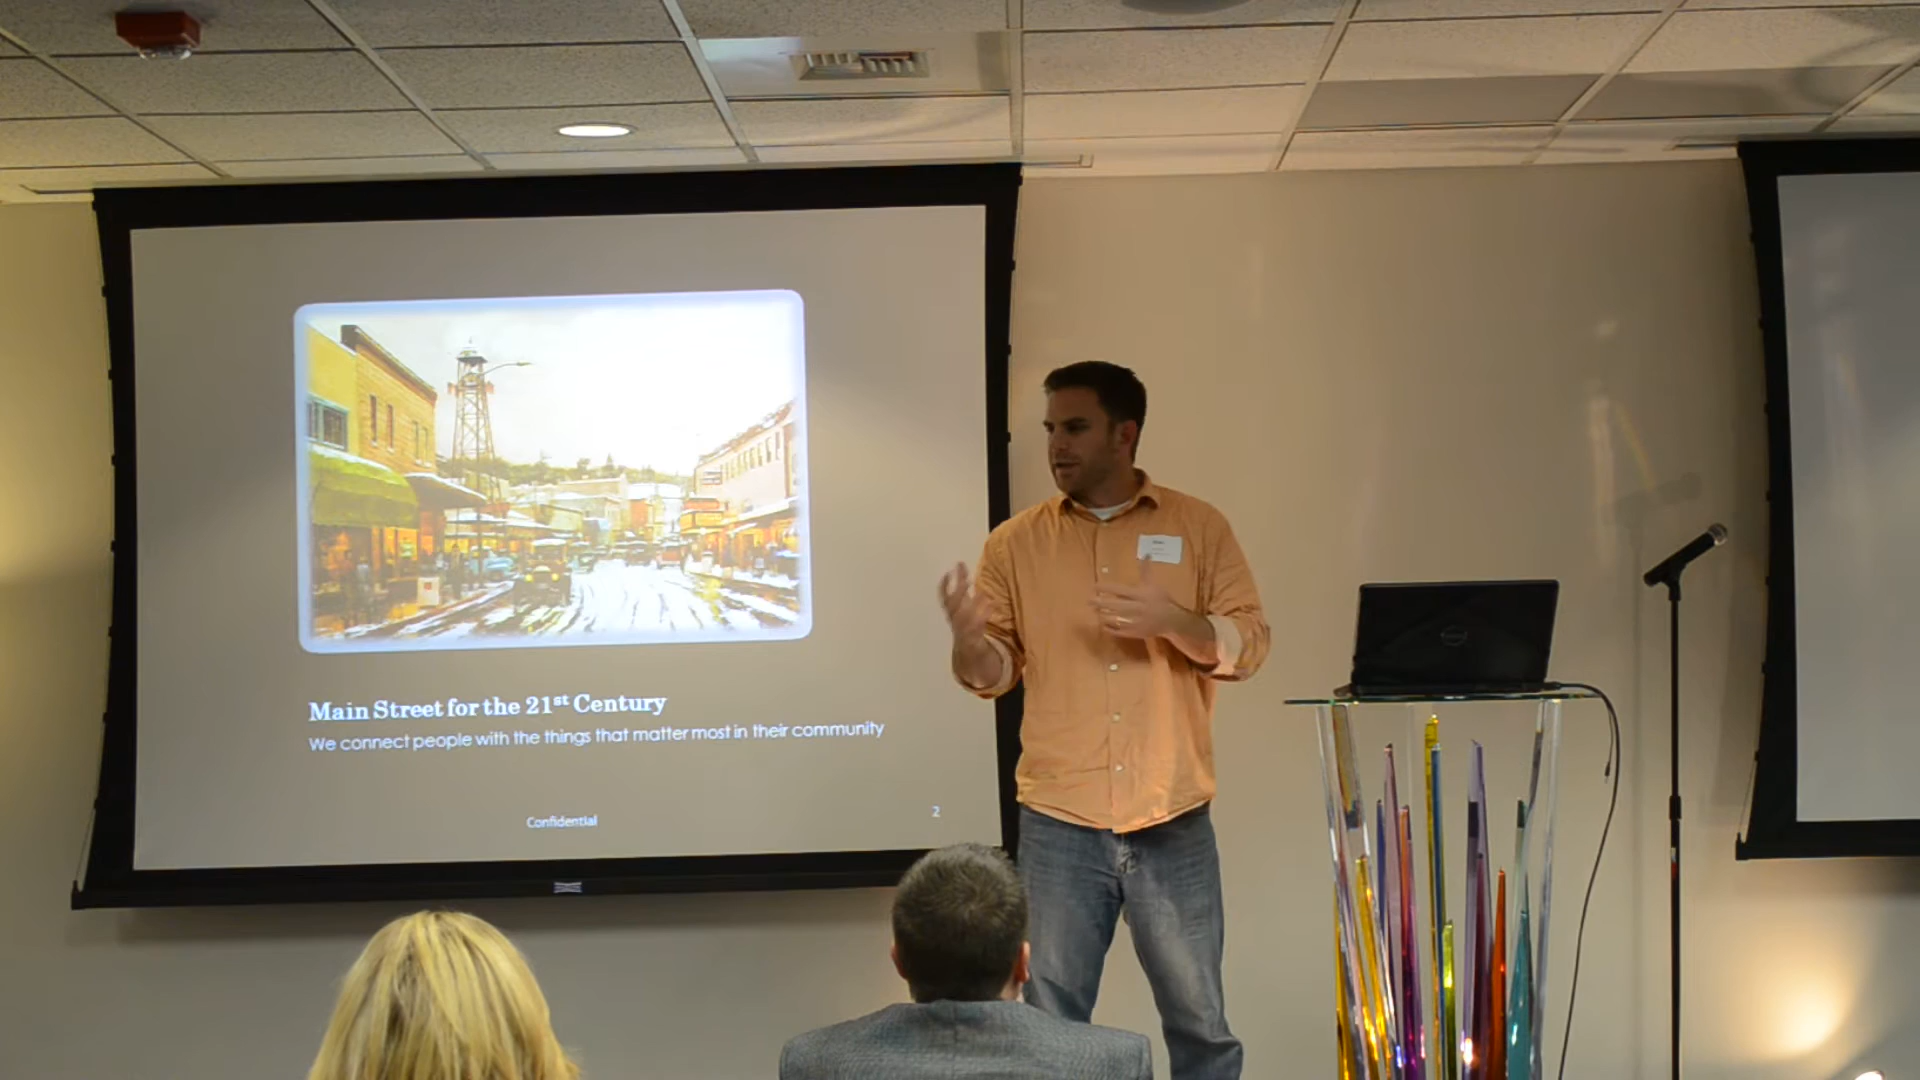 Main Street for the 21st Century
We connect people with the things that matter most in their community
Confidential
2